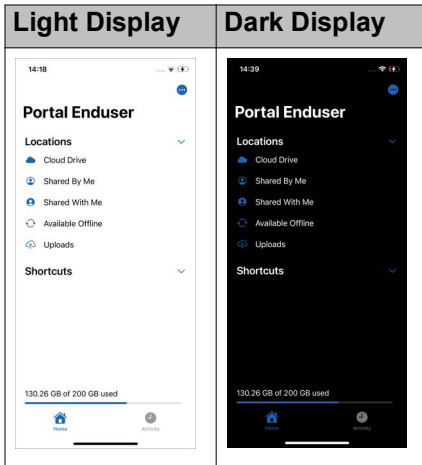 Light Display
Dark Display
14:18
Portal Enduser
Locations
Cloud Drive
Shared By Me
Shared With Me
Available Offline
Uploads
Shortcuts
130.26 GB of 200 GB used
Home
Activity
14:39
Portal Enduser
Locations
Cloud Drive
Shared By Me
Shared With Me
Available Offline
Uploads
Shortcuts
130.26 GB of 200 GB used
Home
Activity